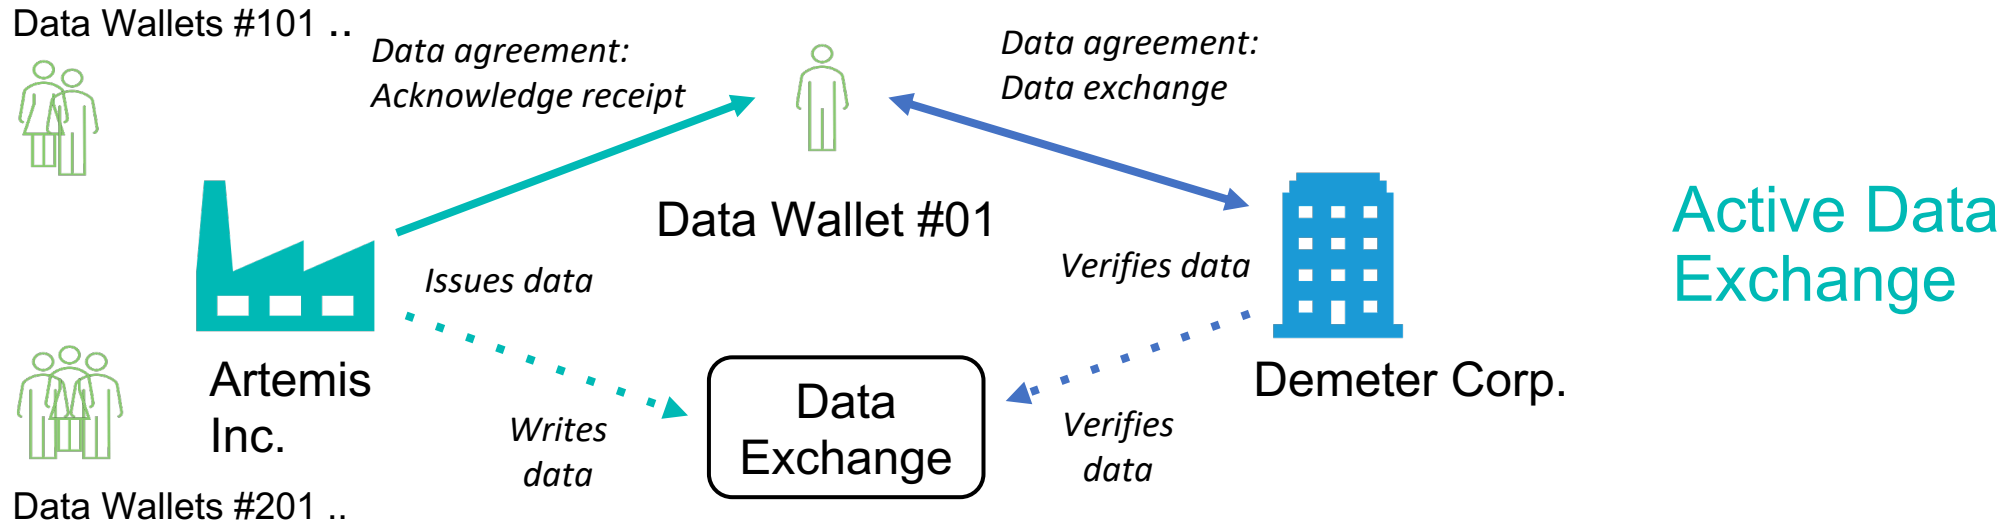 Data Wallets #101 ..
Data agreement:
Acknowledge receipt
Data agreement:
Data exchange
Data Wallet #01
Active Data
Exchange
Issues data
Verifies data
Artemis
Inc.
Demeter Corp.
Data
Exchange
Writes
data
Verifies
data
Data Wallets #201 ..